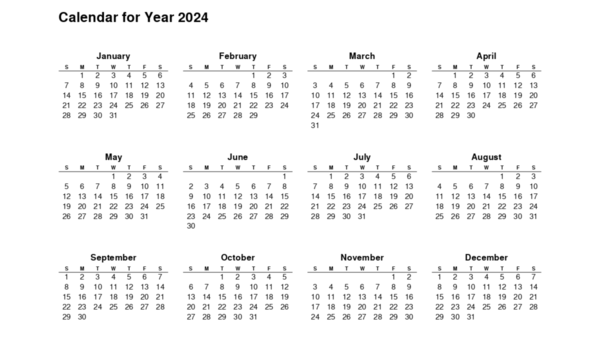 Calendar for Year 2024
January
S M T W T F S
1 2 3 4 5 6
7 8 9 10 11 12 13
14 15 16 17 18 19 20
21 22 23 24 25 26 27
28 29 30 31
February
S M T W T F S
1 2 3
4 5 6 7 8 9 10
11 12 13 14 15 16 17
18 19 20 21 22 23 24
25 26 27 28 29
March
S M T W T F S
1 2
3 4 5 6 7 8 9
10 11 12 13 14 15 16
17 18 19 20 21 22 23
24 25 26 27 28 29 30
31
April
S M T W T F S
1 2 3 4 5 6
7 8 9 10 11 12 13
14 15 16 17 18 19 20
21 22 23 24 25 26 27
28 29 30
May
S M T W T F S
1 2 3 4
5 6 7 8 9 10 11
12 13 14 15 16 17 18
19 20 21 22 23 24 25
26 27 28 29 30 31
June
S M T W T F S
1
2 3 4 5 6 7 8
9 10 11 12 13 14 15
16 17 18 19 20 21 22
23 24 25 26 27 28 29
30
July
S M T W T F S
1 2 3 4 5 6
7 8 9 10 11 12 13
14 15 16 17 18 19 20
21 22 23 24 25 26 27
28 29 30 31
August
S M T W T F S
1 2 3
4 5 6 7 8 9 10
11 12 13 14 15 16 17
18 19 20 21 22 23 24
25 26 27 28 29 30 31
September
S M T W T F S
1 2 3 4 5 6 7
8 9 10 11 12 13 14
15 16 17 18 19 20 21
22 23 24 25 26 27 28
29 30
October
S M T W T F S
1 2 3 4 5
6 7 8 9 10 11 12
13 14 15 16 17 18 19
20 21 22 23 24 25 26
27 28 29 30 31
November
S M T W T F S
1 2
3 4 5 6 7 8 9
10 11 12 13 14 15 16
17 18 19 20 21 22 23
24 25 26 27 28 29 30
December
S M T W T F S
1 2 3 4 5 6 7
8 9 10 11 12 13 14
15 16 17 18 19 20 21
22 23 24 25 26 27 28
29 30 31